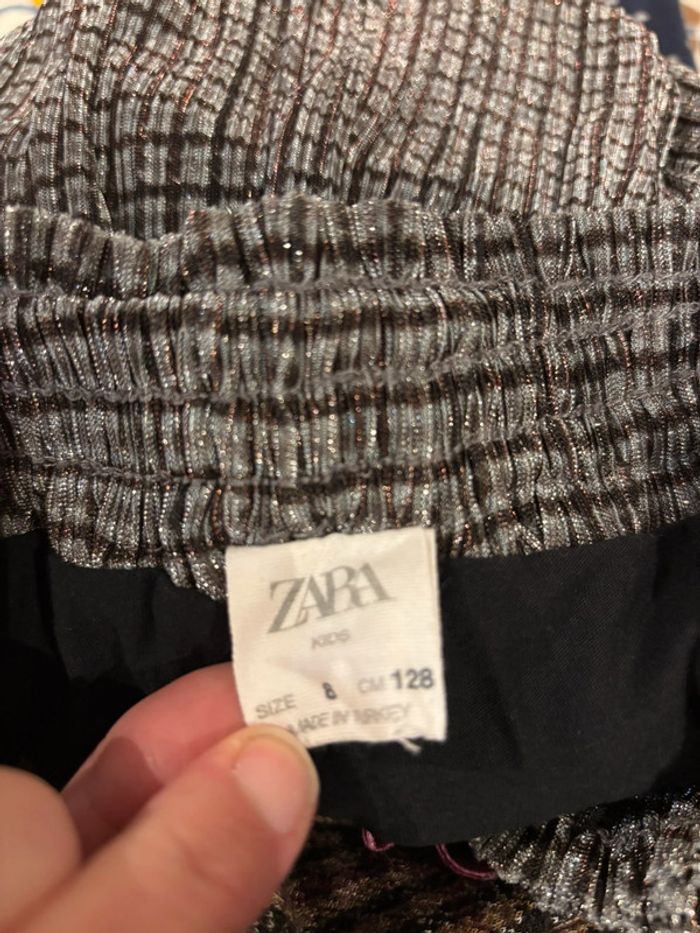 ZARA
KIDS
SIZE 8 CM 128
MADE IN TURKEY